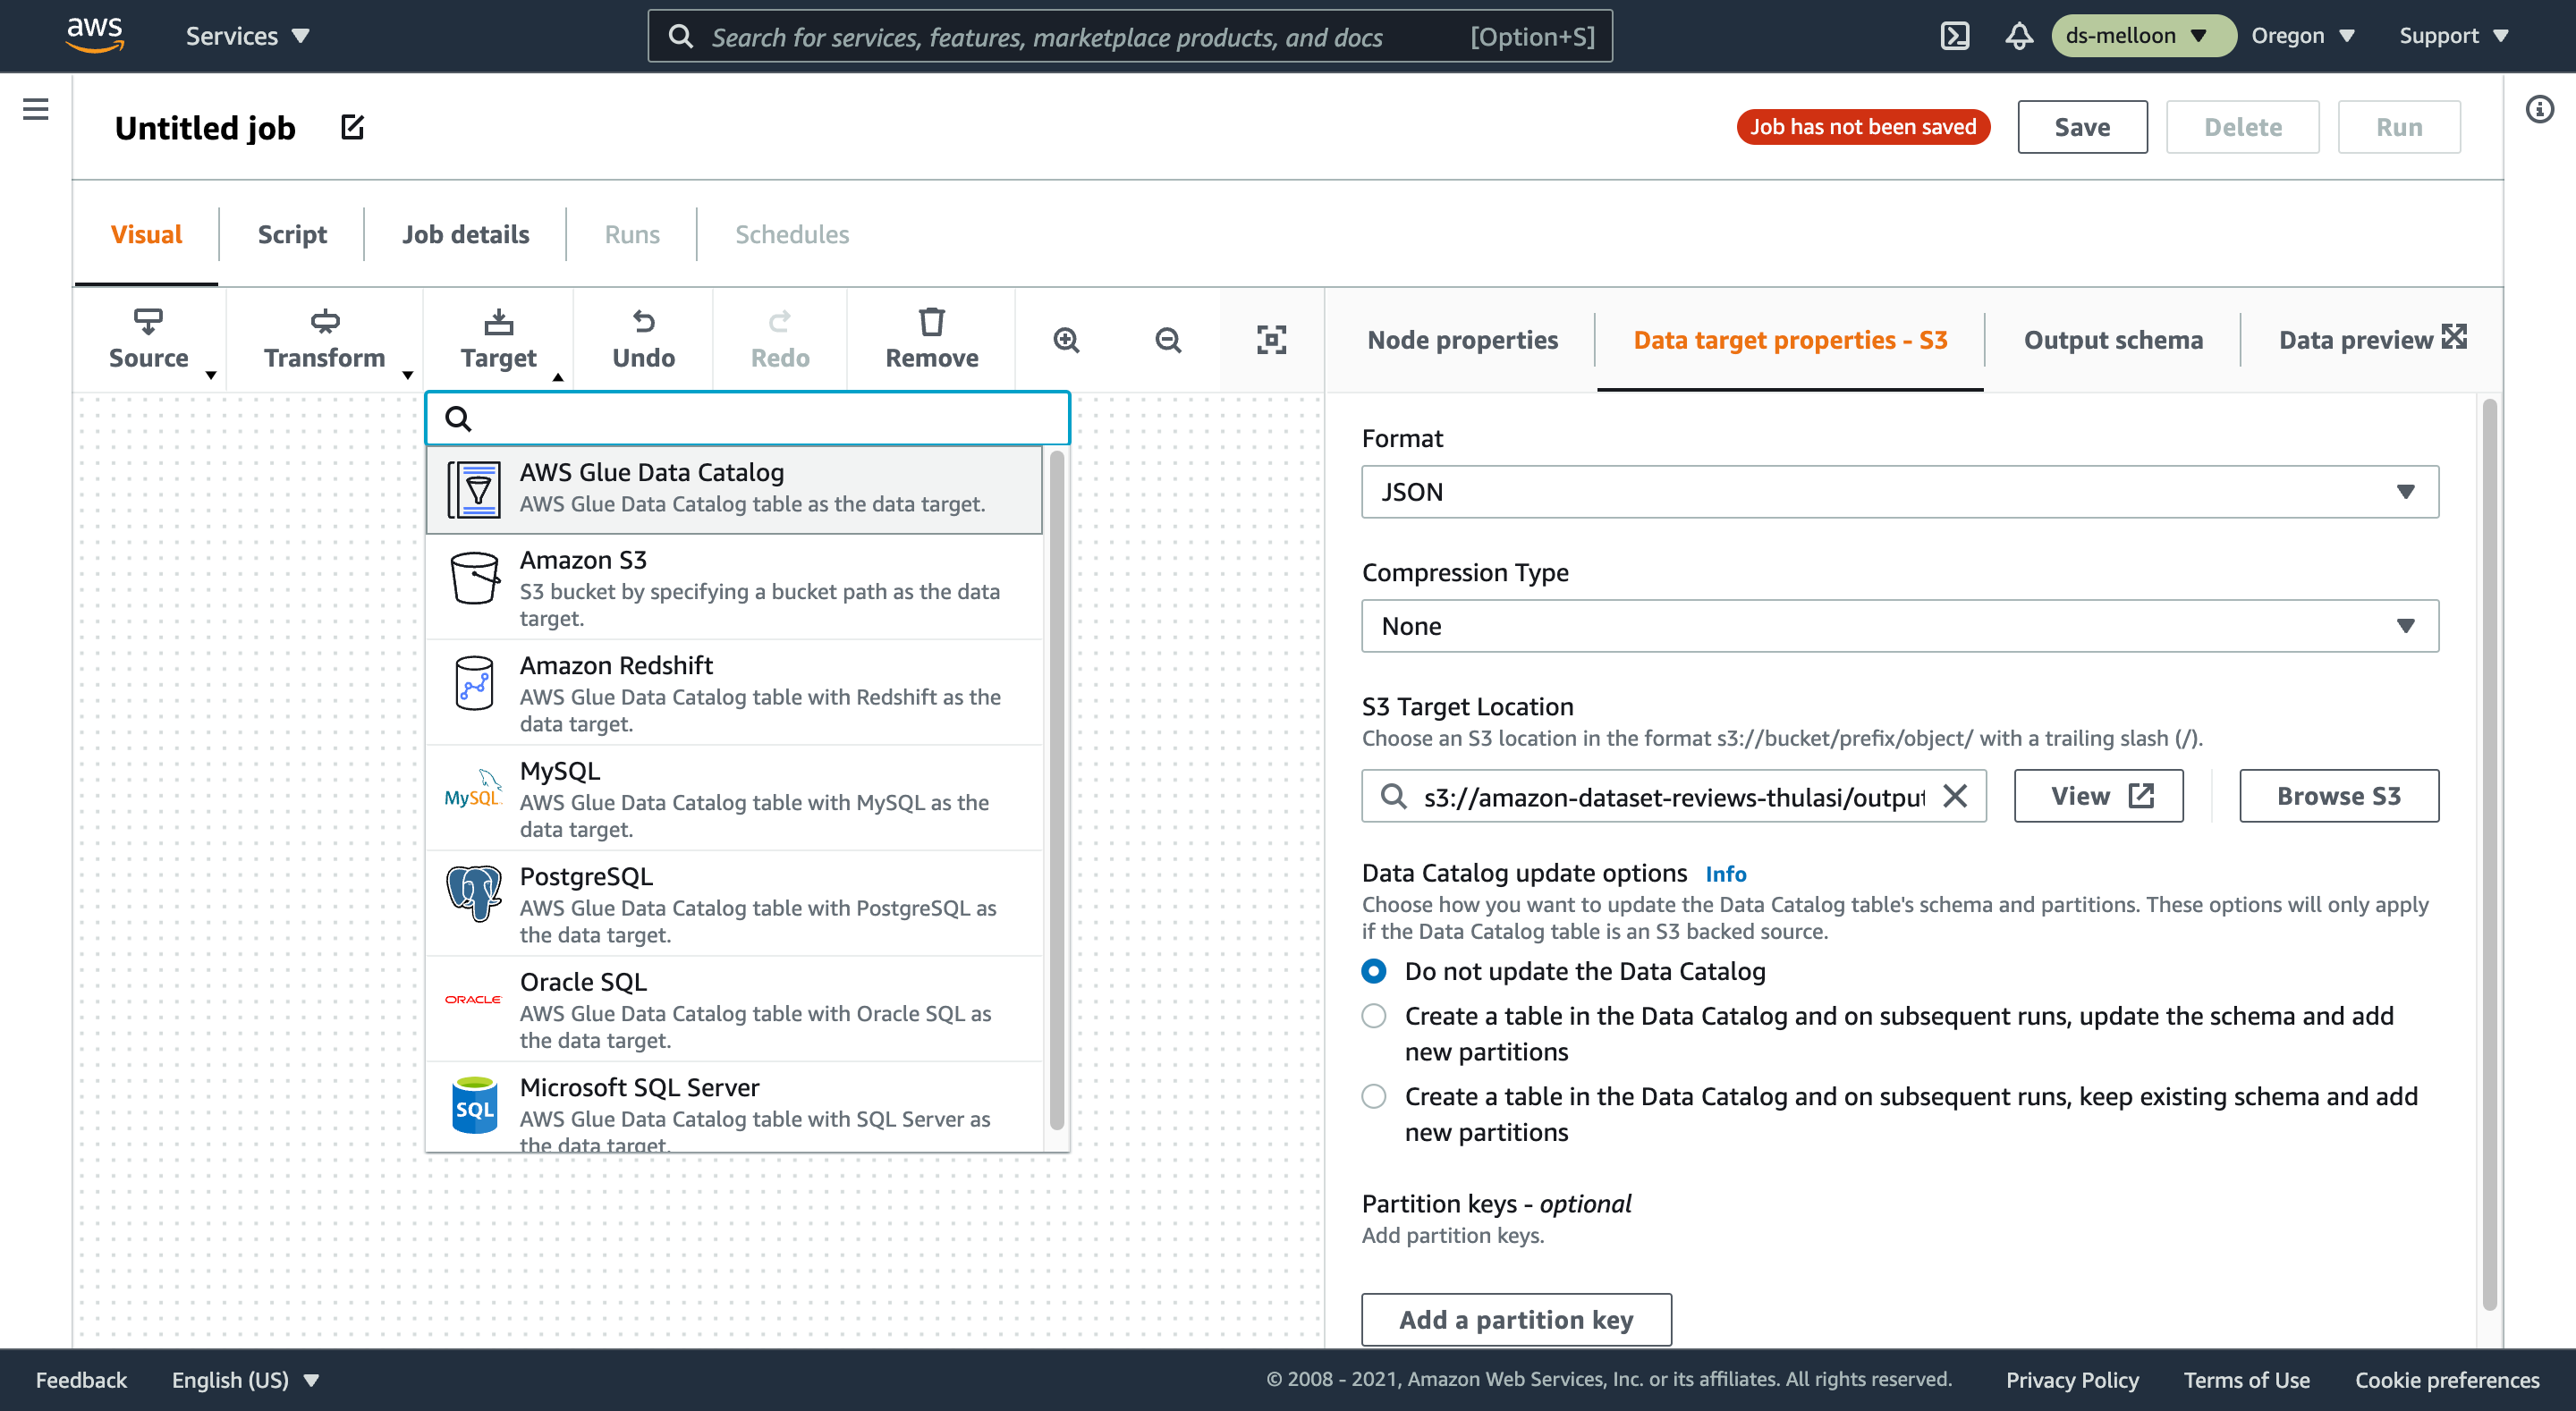 aws
Services
Search for services, features, marketplace products, and docs
[Option+S]
ds-melloon
Oregon
Support
Untitled job
Job has not been saved
Save
Delete
Run
Visual
Script
Job details
Runs
Schedules
Source
Transform
Target
Undo
Redo
Remove
Node properties
Data target properties - S3
Output schema
Data preview
AWS Glue Data Catalog
AWS Glue Data Catalog table as the data target.
Amazon S3
S3 bucket by specifying a bucket path as the data
target.
Amazon Redshift
AWS Glue Data Catalog table with Redshift as the
data target.
MySQL
MySQL
AWS Glue Data Catalog table with MySQL as the
data target.
PostgreSQL
AWS Glue Data Catalog table with PostgreSQL as
the data target.
ORACLE
Oracle SQL
AWS Glue Data Catalog table with Oracle SQL as
the data target.
SQL
Microsoft SQL Server
AWS Glue Data Catalog table with SQL Server as
the data target.
Format
JSON
Compression Type
None
S3 Target Location
Choose an S3 location in the format s3://bucket/prefix/object/ with a trailing slash (/).
s3://amazon-dataset-reviews-thulasi/output
View
Browse S3
Data Catalog update options Info
Choose how you want to update the Data Catalog table's schema and partitions. These options will only apply
if the Data Catalog table is an S3 backed source.
Do not update the Data Catalog
Create a table in the Data Catalog and on subsequent runs, update the schema and add
new partitions
Create a table in the Data Catalog and on subsequent runs, keep existing schema and add
new partitions
Partition keys - optional
Add partition keys.
Add a partition key
Feedback
English (US)
© 2008 - 2021, Amazon Web Services, Inc. or its affiliates. All rights reserved.
Privacy Policy
Terms of Use
Cookie preferences